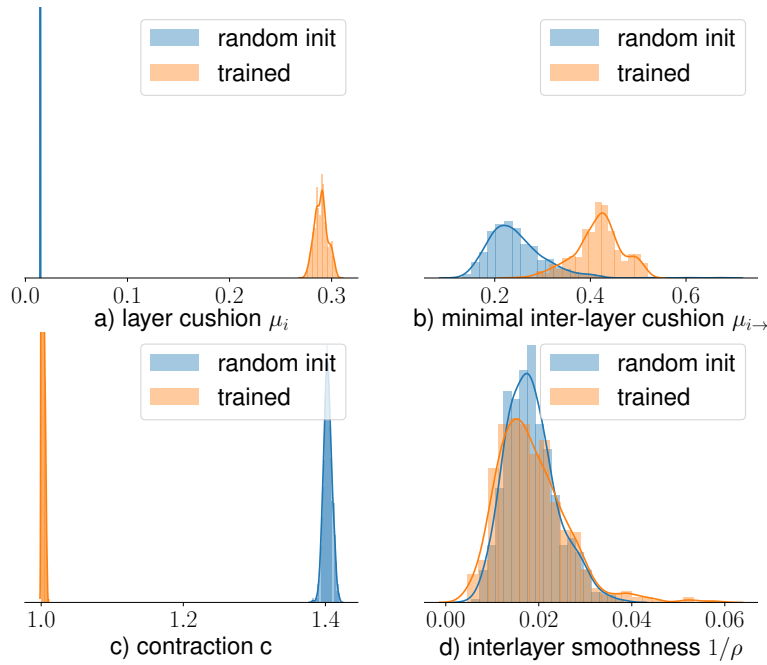 random init
trained
0.0 0.1 0.2 0.3
a) layer cushion μ_i
random init
trained
0.2 0.4 0.6
b) minimal inter-layer cushion μ_{i→}
random init
trained
1.0 1.2 1.4
c) contraction c
random init
trained
0.00 0.02 0.04 0.06
d) interlayer smoothness 1/ρ